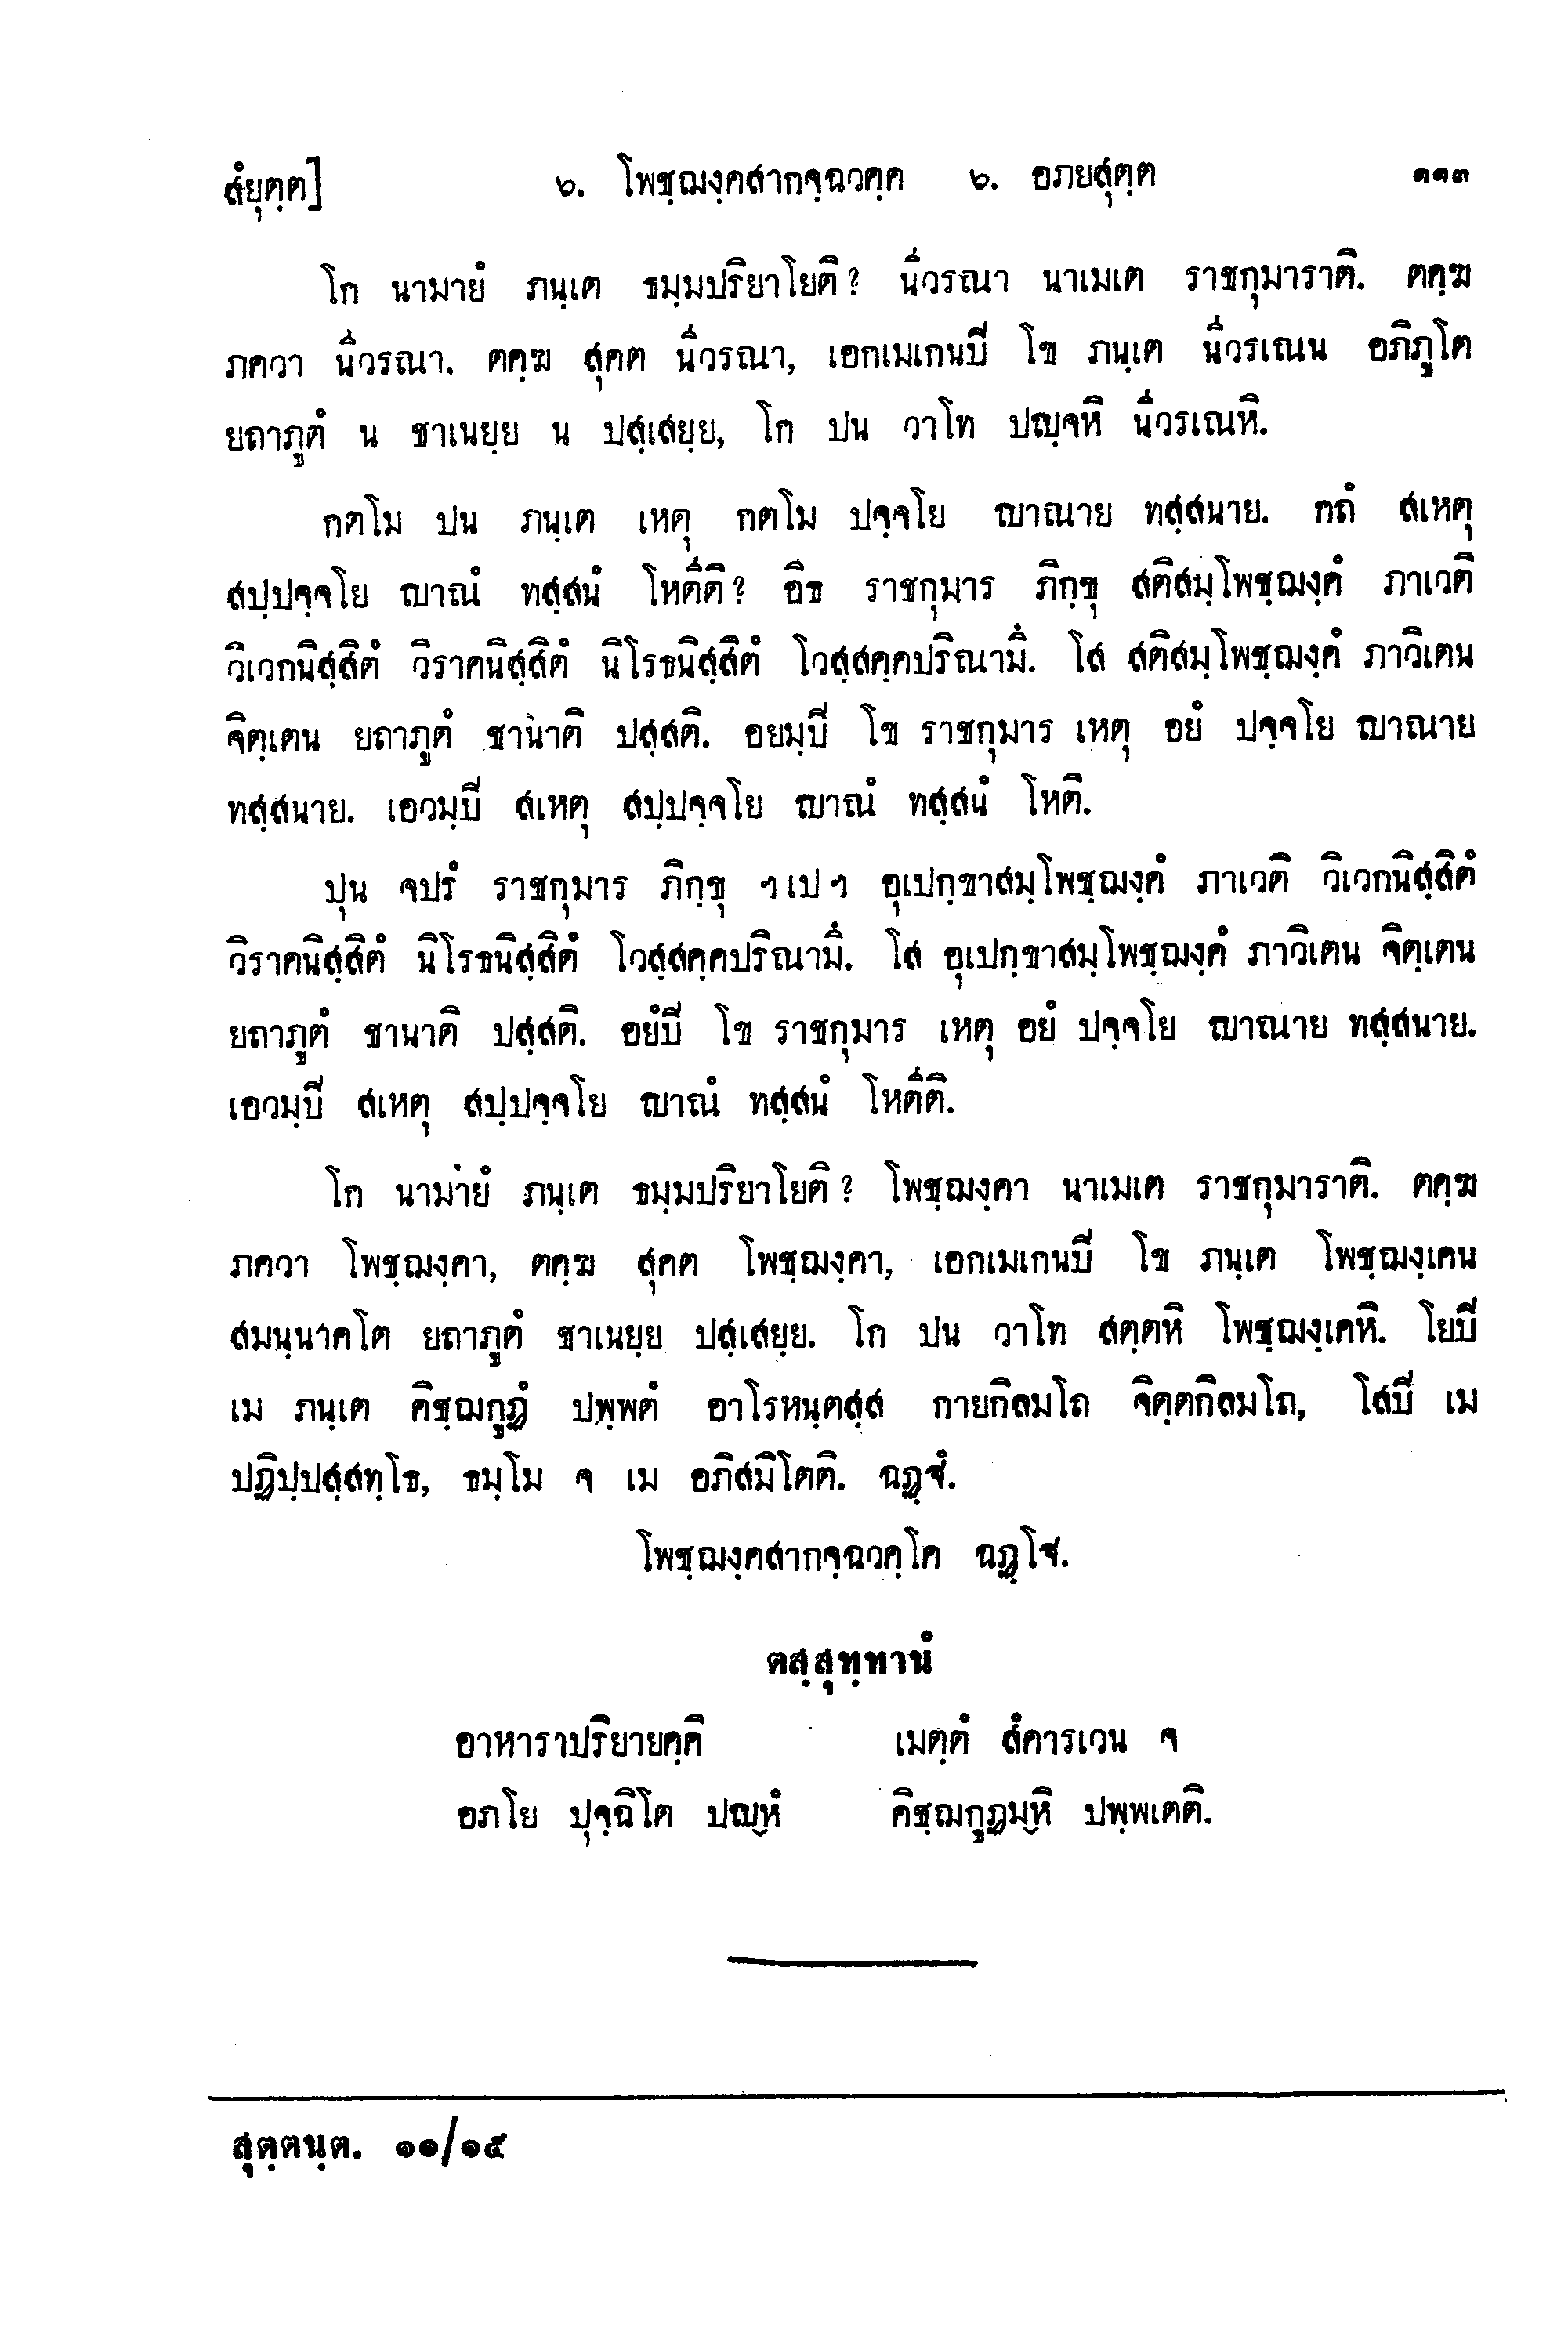 สํยุตฺต]	๖. โพชฺฌงฺคสากจฺฉวคฺค ๖. อภยสุตฺต	๑๑๓
โก นามายํ ภนฺเต ธมฺมปริยาโยติ? นีวรณา นาเมเต ราชกุมาราติ. ตคฺฆ
ภควา นีวรณา. ตคฺฆ สุคต นีวรณา, เอกเมเกนปี โข ภนฺเต นีวรเณน อภิภูโต
ยถาภูตํ น ชาเนยฺย น ปสฺเสยฺย, โก ปน วาโท ปญฺจหิ นีวรเณหิ.
กตโม ปน ภนฺเต เหตุ กตโม ปจฺจโย ญาณาย ทสฺสนาย. กถํ สเหตุ
สปฺปจฺจโย ญาณํ ทสฺสนํ โหตีติ? อิธ ราชกุมาร ภิกฺขุ สติสมฺโพชฺฌงฺคํ ภาเวติ
วิเวกนิสฺสิตํ วิราคนิสฺสิตํ นิโรธนิสฺสิตํ โวสฺสคฺคปริณามึ. โส สติสมฺโพชฺฌงฺคํ ภาวิเตน
จิตฺเตน ยถาภูตํ ชานาติ ปสฺสติ. อยมฺปี โข ราชกุมาร เหตุ อยํ ปจฺจโย ญาณาย
ทสฺสนาย. เอวมฺปี สเหตุ สปฺปจฺจโย ญาณํ ทสฺสนํ โหติ.
ปุน จปรํ ราชกุมาร ภิกฺขุ ฯเปฯ อุเปกฺขาสมฺโพชฺฌงฺคํ ภาเวติ วิเวกนิสฺสิตํ
วิราคนิสฺสิตํ นิโรธนิสฺสิตํ โวสฺสคฺคปริณามึ. โส อุเปกฺขาสมฺโพชฺฌงฺคํ ภาวิเตน จิตฺเตน
ยถาภูตํ ชานาติ ปสฺสติ. อยํปี โข ราชกุมาร เหตุ อยํ ปจฺจโย ญาณาย ทสฺสนาย.
เอวมฺปี สเหตุ สปฺปจฺจโย ญาณํ ทสฺสนํ โหตีติ.
โก นามายํ ภนฺเต ธมฺมปริยาโยติ? โพชฺฌงฺคา นาเมเต ราชกุมาราติ. ตคฺฆ
ภควา โพชฺฌงฺคา, ตคฺฆ สุคต โพชฺฌงฺคา, เอกเมเกนปี โข ภนฺเต โพชฺฌงฺเคน
สมนฺนาคโต ยถาภูตํ ชาเนยฺย ปสฺเสยฺย. โก ปน วาโท สตฺตหิ โพชฺฌงฺเคหิ. โยปี
เม ภนฺเต คิชฺฌกูฏํ ปพฺพตํ อาโรหนฺตสฺส กายกิลมโถ จิตฺตกิลมโถ, โสปี เม
ปฏิปฺปสฺสทฺโธ, ธมฺโม จ เม อภิสมิโตติ. ฉฏฺฐํ.
โพชฺฌงฺคสากจฺฉวคฺโค ฉฏฺโฐ.
ตสฺสุทฺทานํ
อาหาราปริยายคฺคิ	เมตฺตํ สํคารเวน จ
อภโย ปุจฺฉิโต ปญฺหํ	คิชฺฌกูฏมฺหิ ปพฺพเตติ.
สุตฺตนฺต. ๑๑/๑๕